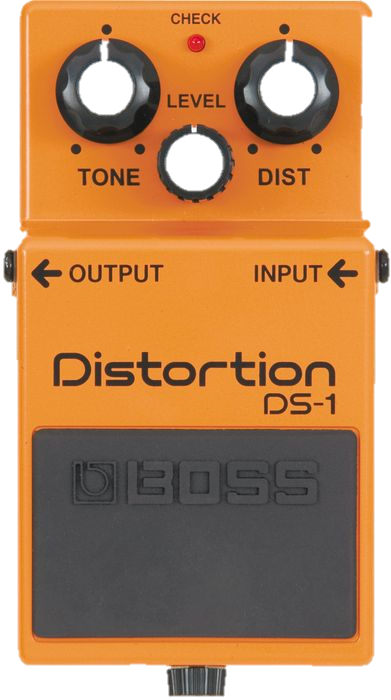 CHECK
LEVEL
TONE DIST
OUTPUT INPUT
Distortion
DS-1
BOSS